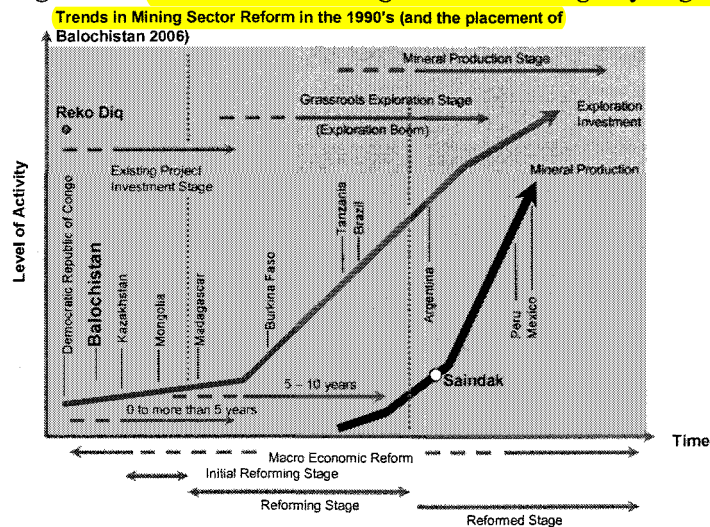 Trends in Mining Sector Reform in the 1990's (and the placement of
Balochistan 2006)
Mineral Production Stage
Reko Diq
Grassroots Exploration Stage
(Exploration Boom)
Exploration
Investment
Existing Project
Investment Stage
Mineral Production
Level of Activity
Democratic Republic of Congo
Balochistan
Kazakhstan
Mongolia
Madagascar
Burkina Faso
Tanzania
Brazil
Argentina
Peru
Mexico
5 – 10 years
Saindak
0 to more than 5 years
Time
Macro Economic Reform
Initial Reforming Stage
Reforming Stage
Reformed Stage